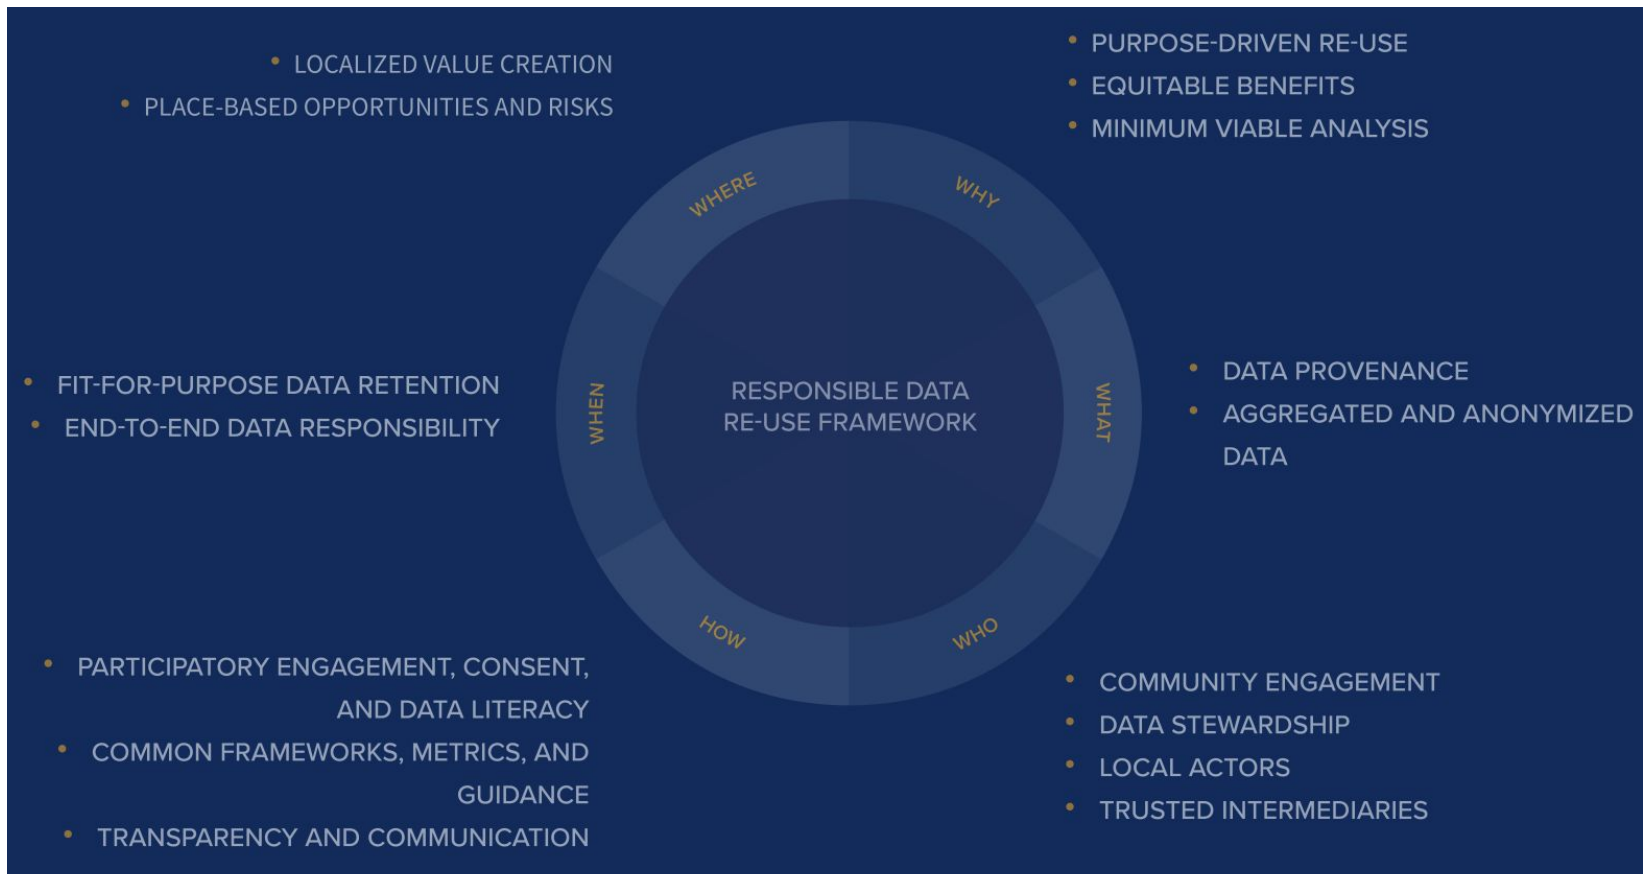 • LOCALIZED VALUE CREATION
• PLACE-BASED OPPORTUNITIES AND RISKS
• PURPOSE-DRIVEN RE-USE
• EQUITABLE BENEFITS
• MINIMUM VIABLE ANALYSIS
WHERE
WHY
• FIT-FOR-PURPOSE DATA RETENTION
• END-TO-END DATA RESPONSIBILITY
WHEN
RESPONSIBLE DATA
RE-USE FRAMEWORK
WHAT
• DATA PROVENANCE
• AGGREGATED AND ANONYMIZED
DATA
HOW
WHO
• PARTICIPATORY ENGAGEMENT, CONSENT,
AND DATA LITERACY
• COMMON FRAMEWORKS, METRICS, AND
GUIDANCE
• TRANSPARENCY AND COMMUNICATION
• COMMUNITY ENGAGEMENT
• DATA STEWARDSHIP
• LOCAL ACTORS
• TRUSTED INTERMEDIARIES